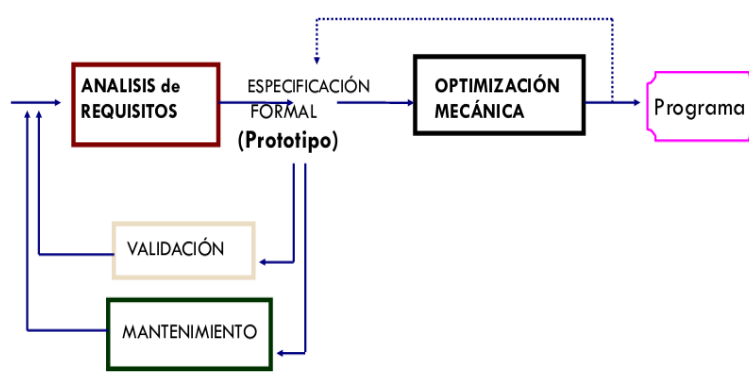 ANALISIS de
REQUISITOS
ESPECIFICACIÓN
FORMAL
(Prototipo)
OPTIMIZACIÓN
MECÁNICA
Programa
VALIDACIÓN
MANTENIMIENTO